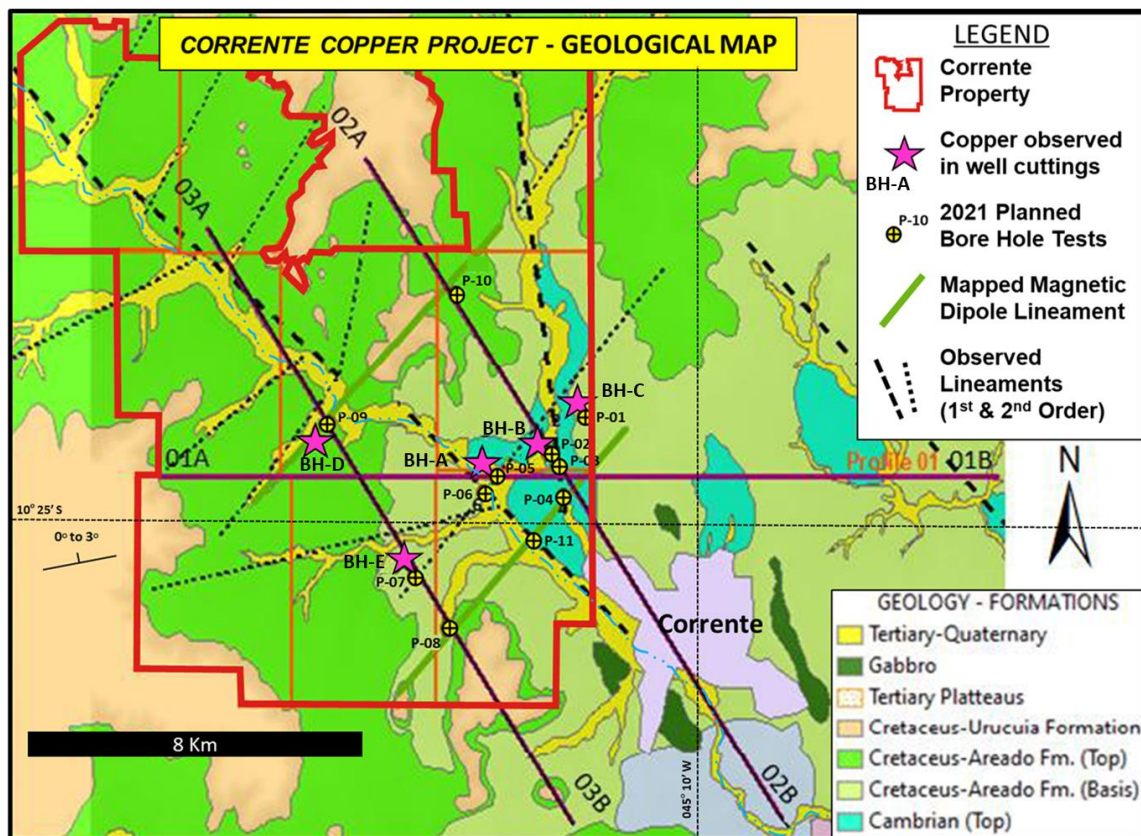 CORRENTE COPPER PROJECT - GEOLOGICAL MAP
LEGEND
Corrente
Property
Copper observed
in well cuttings
BH-A
2021 Planned
Bore Hole Tests
P-10
Mapped Magnetic
Dipole Lineament
Observed
Lineaments
(1st & 2nd Order)
02A
03A
P-10
BH-C
P-01
BH-B
P-02
P-03
P-09
BH-D
BH-A
P-05
01A
Profile 01
01B
P-06
P-04
N
10° 25' S
0° to 3°
P-11
BH-E
P-07
P-08
Corrente
8 Km
03B
02B
045° 10' W
GEOLOGY - FORMATIONS
Tertiary-Quaternary
Gabbro
Tertiary Platteaus
Cretaceus-Urucuia Formation
Cretaceus-Areado Fm. (Top)
Cretaceus-Areado Fm. (Basis)
Cambrian (Top)